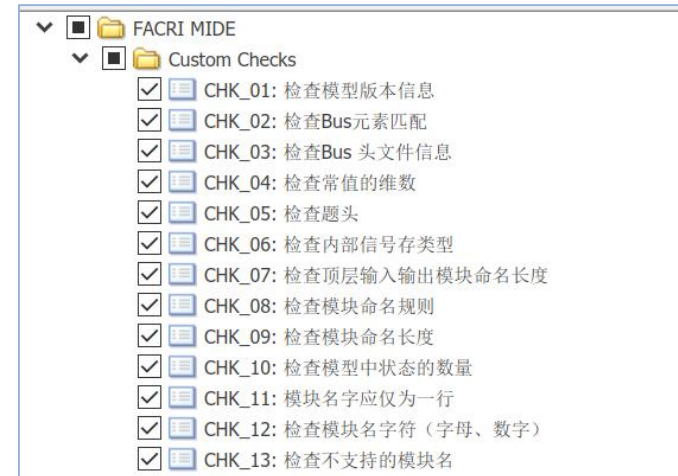 FACRI MIDE
Custom Checks
CHK_01: 检查模型版本信息
CHK_02: 检查Bus元素匹配
CHK_03: 检查Bus 头文件信息
CHK_04: 检查常值的维数
CHK_05: 检查题头
CHK_06: 检查内部信号存类型
CHK_07: 检查顶层输入输出模块命名长度
CHK_08: 检查模块命名规则
CHK_09: 检查模块命名长度
CHK_10: 检查模型中状态的数量
CHK_11: 模块名字应仅为一行
CHK_12: 检查模块名字符（字母、数字）
CHK_13: 检查不支持的模块名